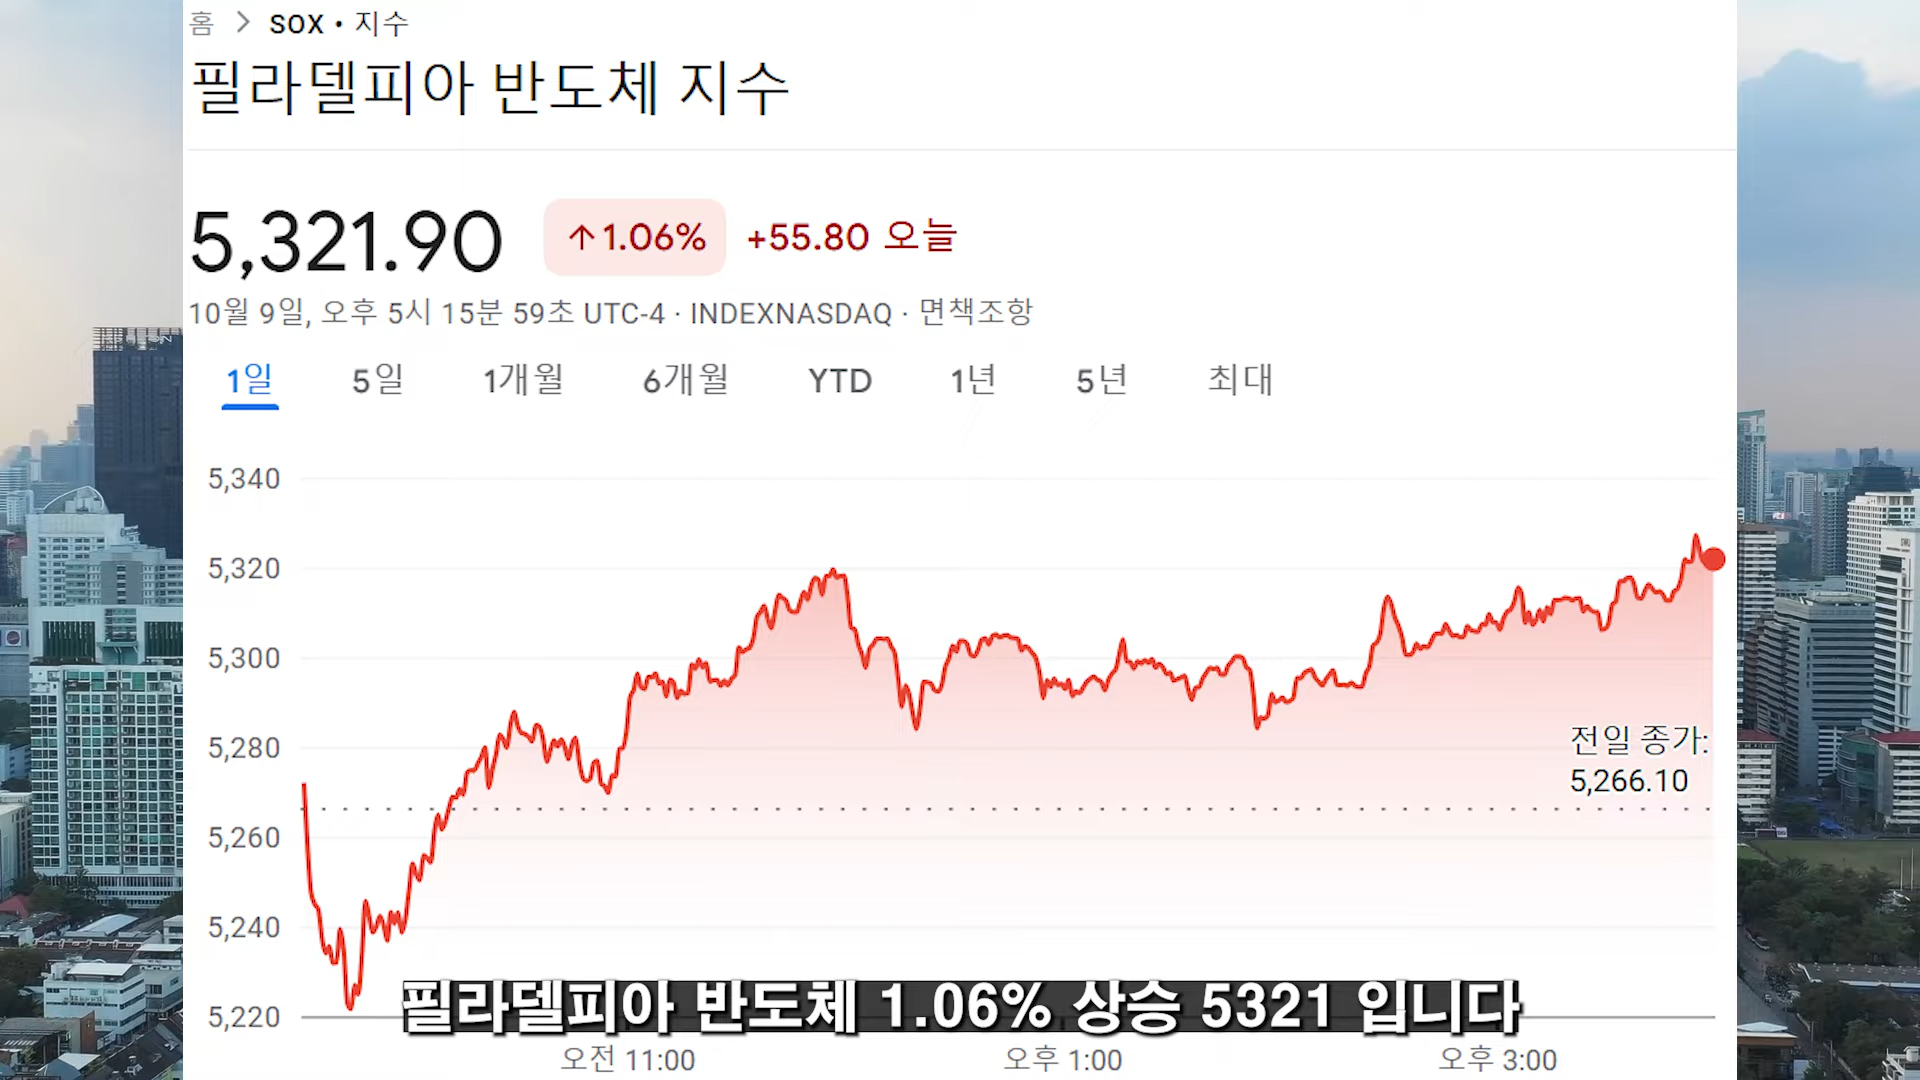 홈 > SOX • 지수
필라델피아 반도체 지수
5,321.90 ↑1.06% +55.80 오늘
10월 9일, 오후 5시 15분 59초 UTC-4 · INDEXNASDAQ · 면책조항
1일 5일 1개월 6개월 YTD 1년 5년 최대
5,340
5,320
5,300
5,280
전일 종가:
5,266.10
5,260
5,240
5,220
필라델피아 반도체 1.06% 상승 5321 입니다
오전 11:00 오후 1:00 오후 3:00